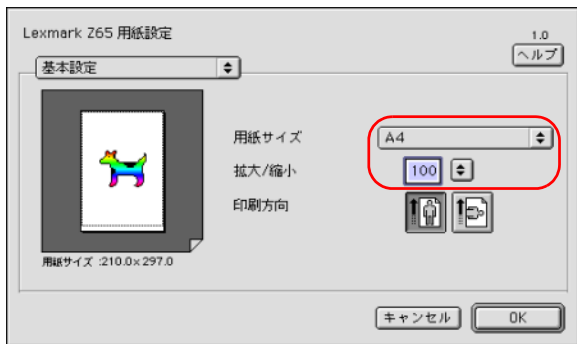 Lexmark Z65 用紙設定
1.0
ヘルプ
基本設定
用紙サイズ
A4
拡大/縮小
100
印刷方向
用紙サイズ :210.0×297.0
キャンセル
OK